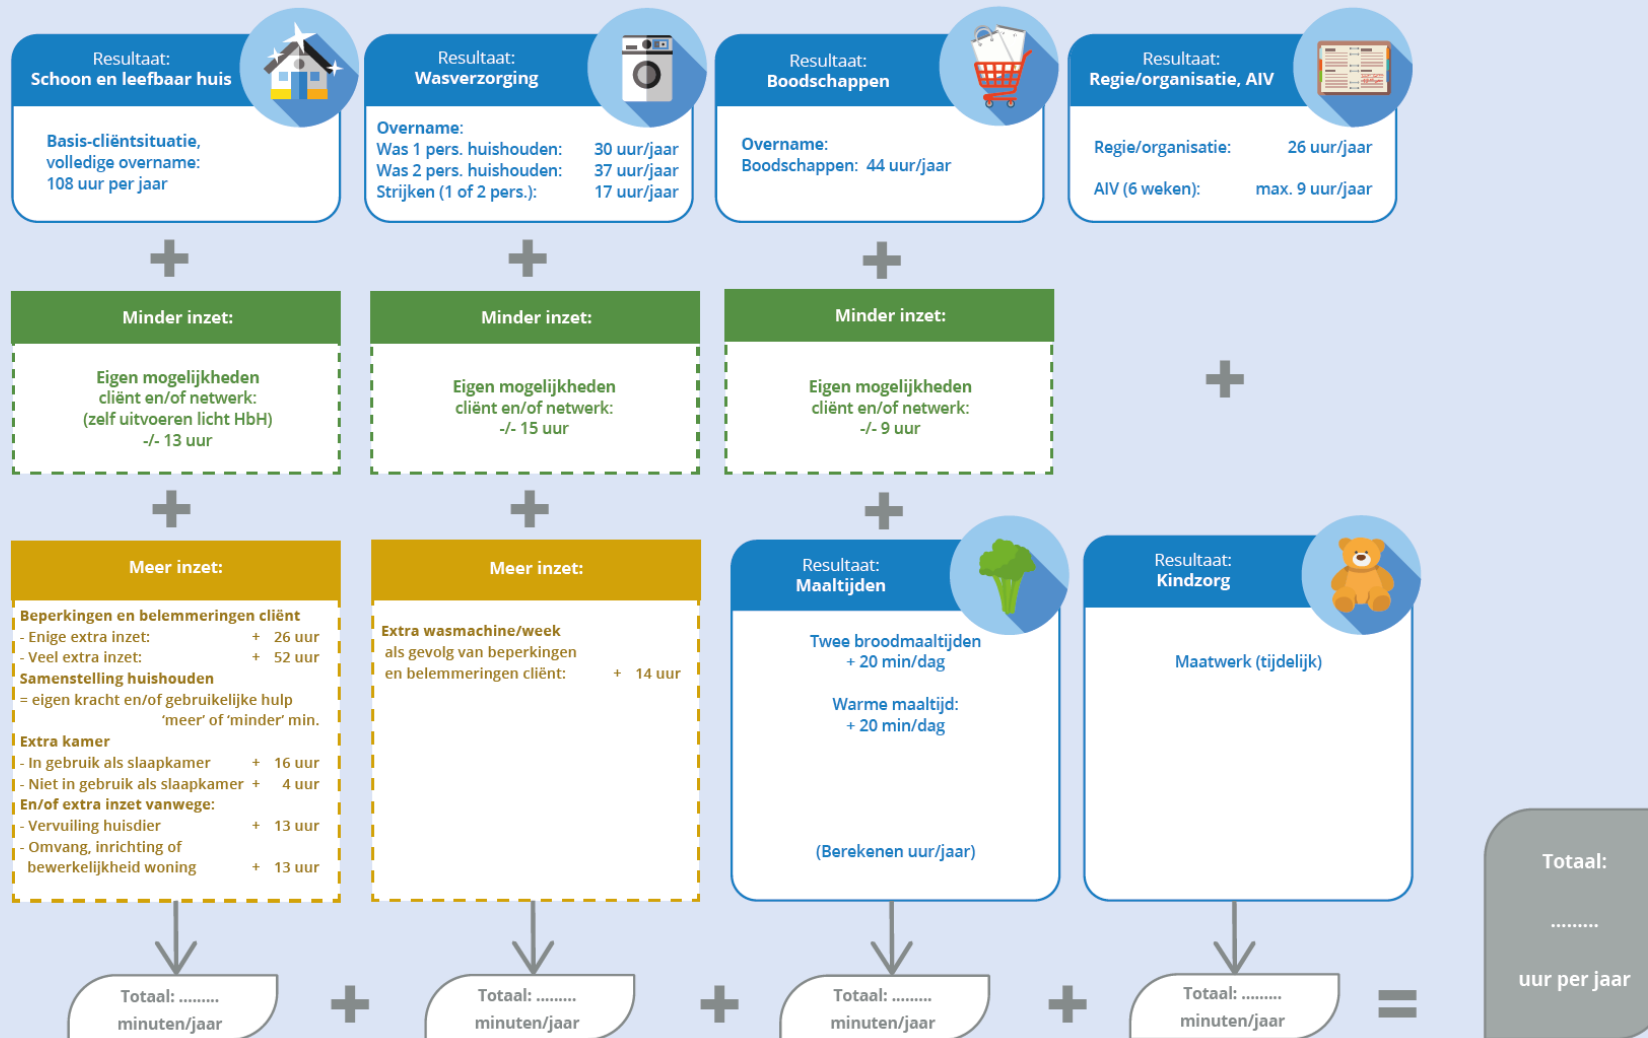 Resultaat:
Schoon en leefbaar huis
Basis-cliëntsituatie,
volledige overname:
108 uur per jaar
Resultaat:
Wasverzorging
Overname:
Was 1 pers. huishouden: 30 uur/jaar
Was 2 pers. huishouden: 37 uur/jaar
Strijken (1 of 2 pers.): 17 uur/jaar
Resultaat:
Boodschappen
Overname:
Boodschappen: 44 uur/jaar
Resultaat:
Regie/organisatie, AIV
Regie/organisatie: 26 uur/jaar
AIV (6 weken): max. 9 uur/jaar
+
+
+
Minder inzet:
Eigen mogelijkheden
cliënt en/of netwerk:
(zelf uitvoeren licht HbH)
-/- 13 uur
Minder inzet:
Eigen mogelijkheden
cliënt en/of netwerk:
-/- 15 uur
Minder inzet:
Eigen mogelijkheden
cliënt en/of netwerk:
-/- 9 uur
+
+
+
+
Meer inzet:
Beperkingen en belemmeringen cliënt
- Enige extra inzet: + 26 uur
- Veel extra inzet: + 52 uur
Samenstelling huishouden
= eigen kracht en/of gebruikelijke hulp
‘meer’ of ‘minder’ min.
Extra kamer
- In gebruik als slaapkamer + 16 uur
- Niet in gebruik als slaapkamer + 4 uur
En/of extra inzet vanwege:
- Vervuiling huisdier + 13 uur
- Omvang, inrichting of
bewerkelijkheid woning + 13 uur
Meer inzet:
Extra wasmachine/week
als gevolg van beperkingen
en belemmeringen cliënt: + 14 uur
Resultaat:
Maaltijden
Twee broodmaaltijden
+ 20 min/dag
Warme maaltijd:
+ 20 min/dag
(Berekenen uur/jaar)
Resultaat:
Kindzorg
Maatwerk (tijdelijk)
Totaal: .........
minuten/jaar
+
Totaal: .........
minuten/jaar
+
Totaal: .........
minuten/jaar
+
Totaal: .........
minuten/jaar
=
Totaal:
.........
uur per jaar